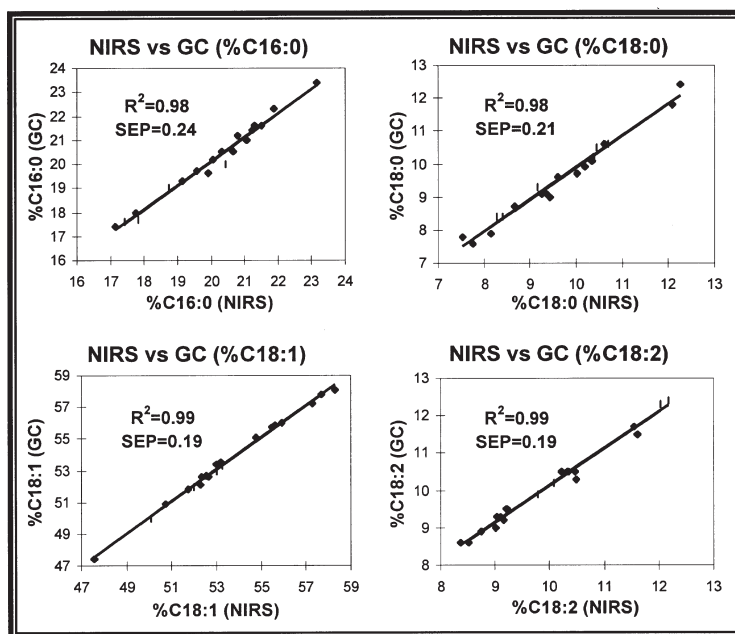 NIRS vs GC (%C16:0)
%C16:0 (GC)
24
23
22
21
20
19
18
17
16
R²=0.98
SEP=0.24
16 17 18 19 20 21 22 23 24
%C16:0 (NIRS)
NIRS vs GC (%C18:0)
%C18:0 (GC)
13
12
11
10
9
8
7
R²=0.98
SEP=0.21
7 8 9 10 11 12 13
%C18:0 (NIRS)
NIRS vs GC (%C18:1)
%C18:1 (GC)
59
57
55
53
51
49
47
R²=0.99
SEP=0.19
47 49 51 53 55 57 59
%C18:1 (NIRS)
NIRS vs GC (%C18:2)
%C18:2 (GC)
13
12
11
10
9
8
R²=0.99
SEP=0.19
8 9 10 11 12 13
%C18:2 (NIRS)